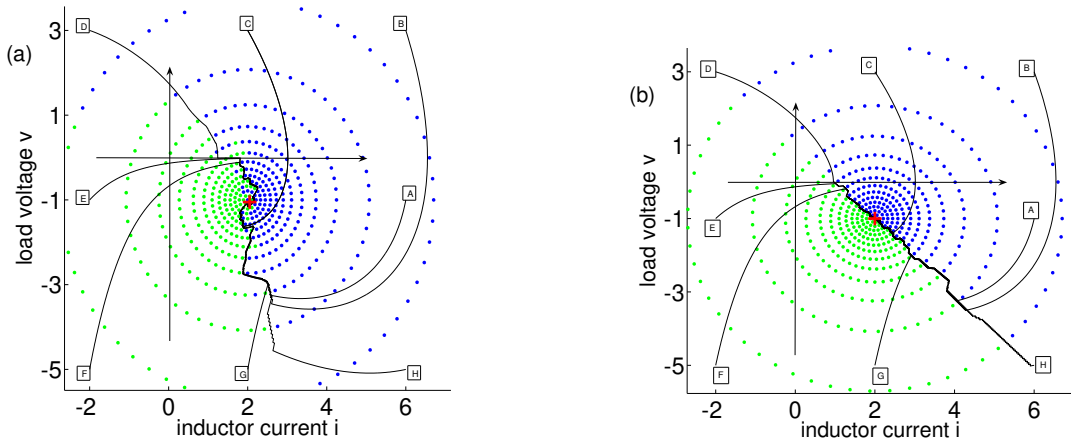 (a)
load voltage v
3
1
-1
-3
-5
D
C
B
A
E
F
G
H
-2 0 2 4 6
inductor current i
(b)
load voltage v
3
1
-1
-3
-5
D
C
B
A
E
F
G
H
-2 0 2 4 6
inductor current i